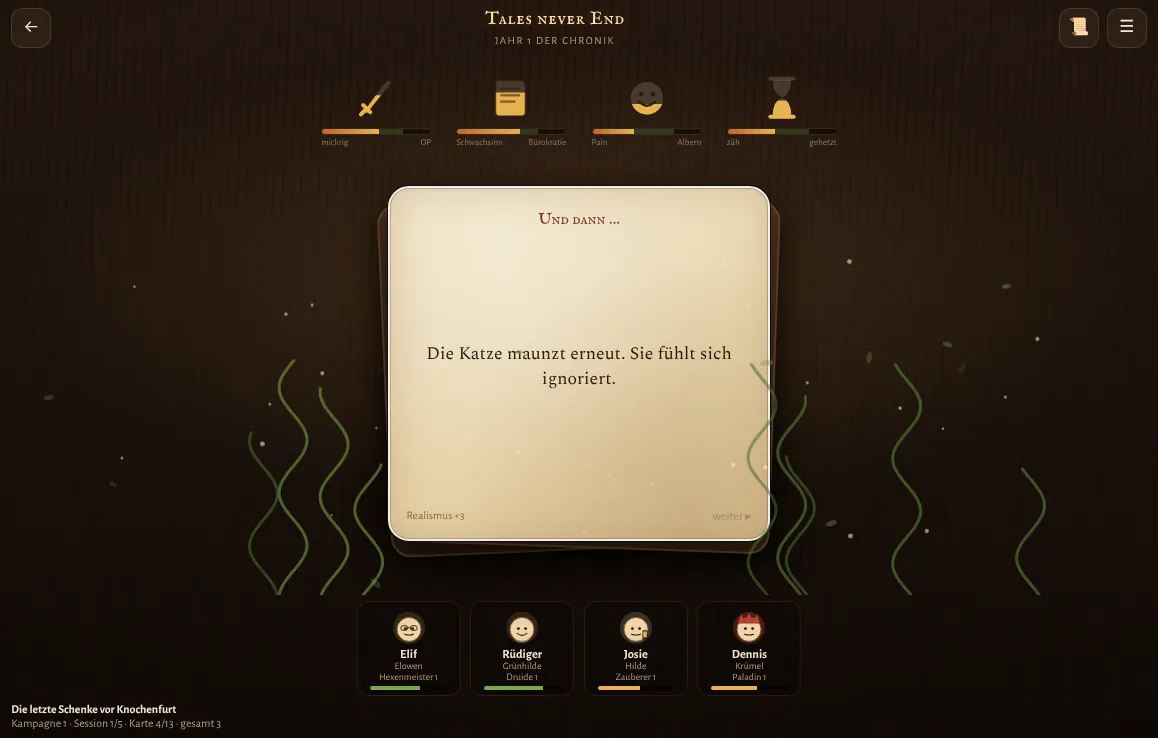 ←
Tales never End
JAHR 1 DER CHRONIK
☰
mickrig OP
Schwachsinn Bürokratie
Pain Albern
zäh gehetzt
Und dann ...
Die Katze maunzt erneut. Sie fühlt sich
ignoriert.
Realismus +3
weiter ▸
Elif
Elowen
Hexenmeister 1
Rüdiger
Grünhilde
Druide 1
Josie
Hilde
Zauberer 1
Dennis
Krümel
Paladin 1
Die letzte Schenke vor Knochenfurt
Kampagne 1 · Session 1/5 · Karte 4/13 · gesamt 3